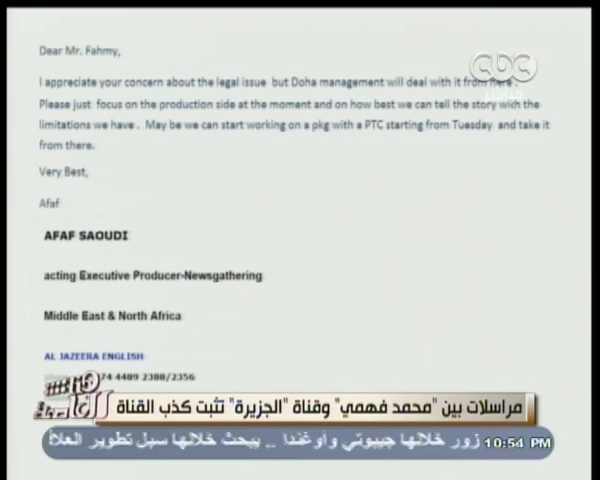 Dear Mr. Fahmy,
I appreciate your concern about the legal issue but Doha management will deal with it from here
Please just focus on the production side at the moment and on how best we can tell the story with the
limitations we have . May be we can start working on a pkg with a PTC starting from Tuesday and take it
from there.
Very Best,
Afaf
AFAF SAOUDI
acting Executive Producer-Newsgathering
Middle East & North Africa
AL JAZEERA ENGLISH
74 4489 2388/2356
cbc
مراسلات بين "محمد فهمي" وقناة "الجزيرة" تثبت كذب القناة
زور خلالها جيبوتي وأوغندا .. يبحث خلالها سبل تطوير العلا
10:54 PM